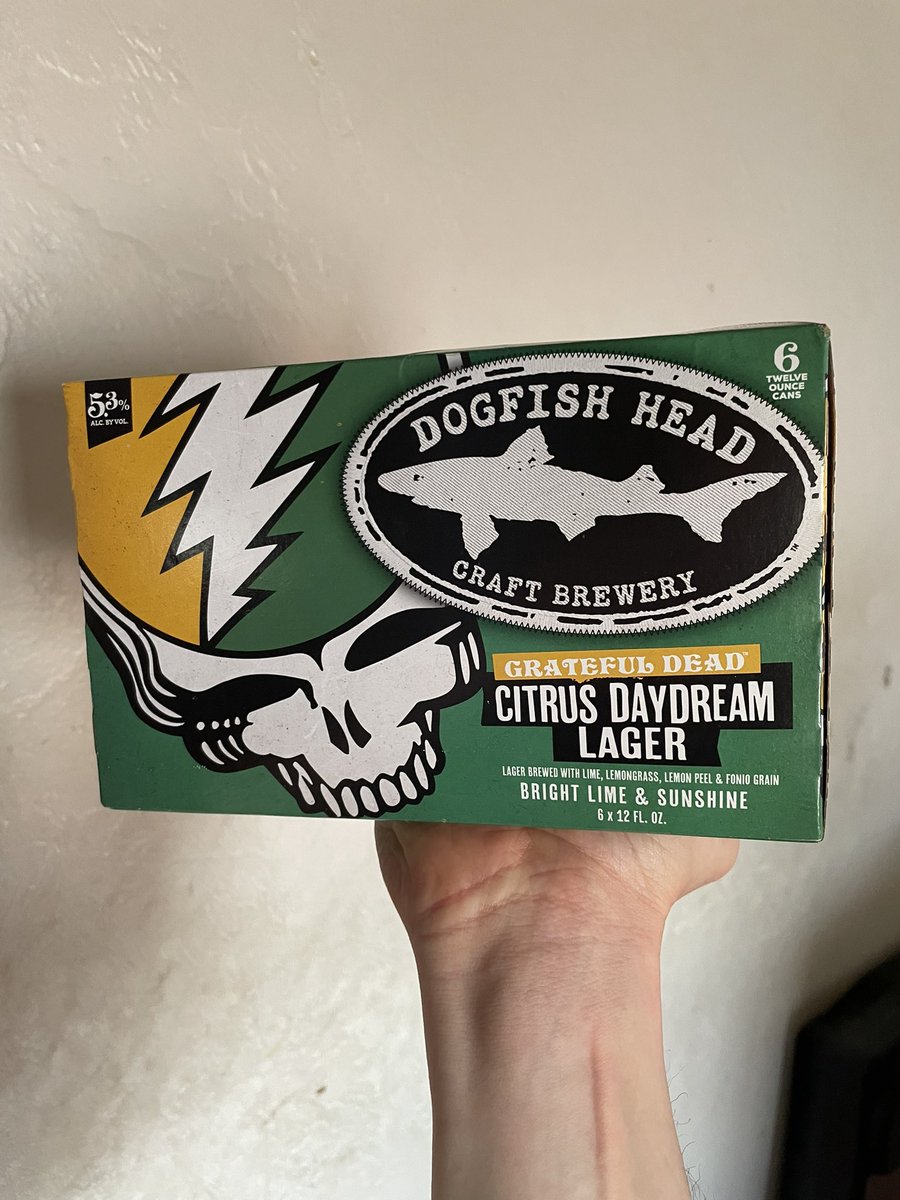 5.3%
ALC. BY VOL.
6
TWELVE
OUNCE
CANS
DOGFISH HEAD
CRAFT BREWERY
TM
GRATEFUL DEAD™
CITRUS DAYDREAM
LAGER
LAGER BREWED WITH LIME, LEMONGRASS, LEMON PEEL & FONIO GRAIN
BRIGHT LIME & SUNSHINE
6 x 12 FL. OZ.